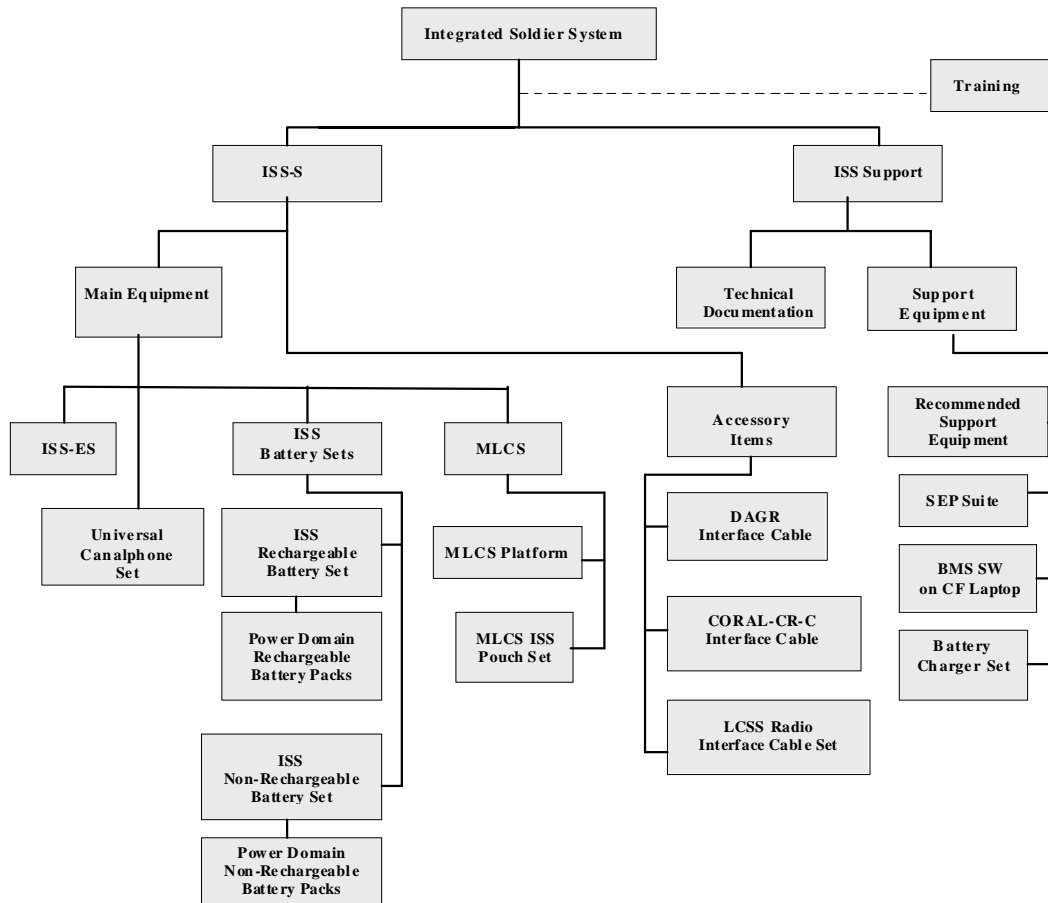 Integrated Soldier System
Training
ISS-S
ISS Support
Main Equipment
Technical
Documentation
Support
Equipment
ISS-ES
ISS
Battery Sets
MLCS
Accessory
Items
Recommended
Support
Equipment
Universal
Canalphone
Set
ISS
Rechargeable
Battery Set
MLCS Platform
DAGR
Interface Cable
SEP Suite
BMS SW
on CF Laptop
Power Domain
Rechargeable
Battery Packs
MLCS ISS
Pouch Set
CORAL-CR-C
Interface Cable
Battery
Charger Set
ISS
Non-Rechargeable
Battery Set
LCSS Radio
Interface Cable Set
Power Domain
Non-Rechargeable
Battery Packs